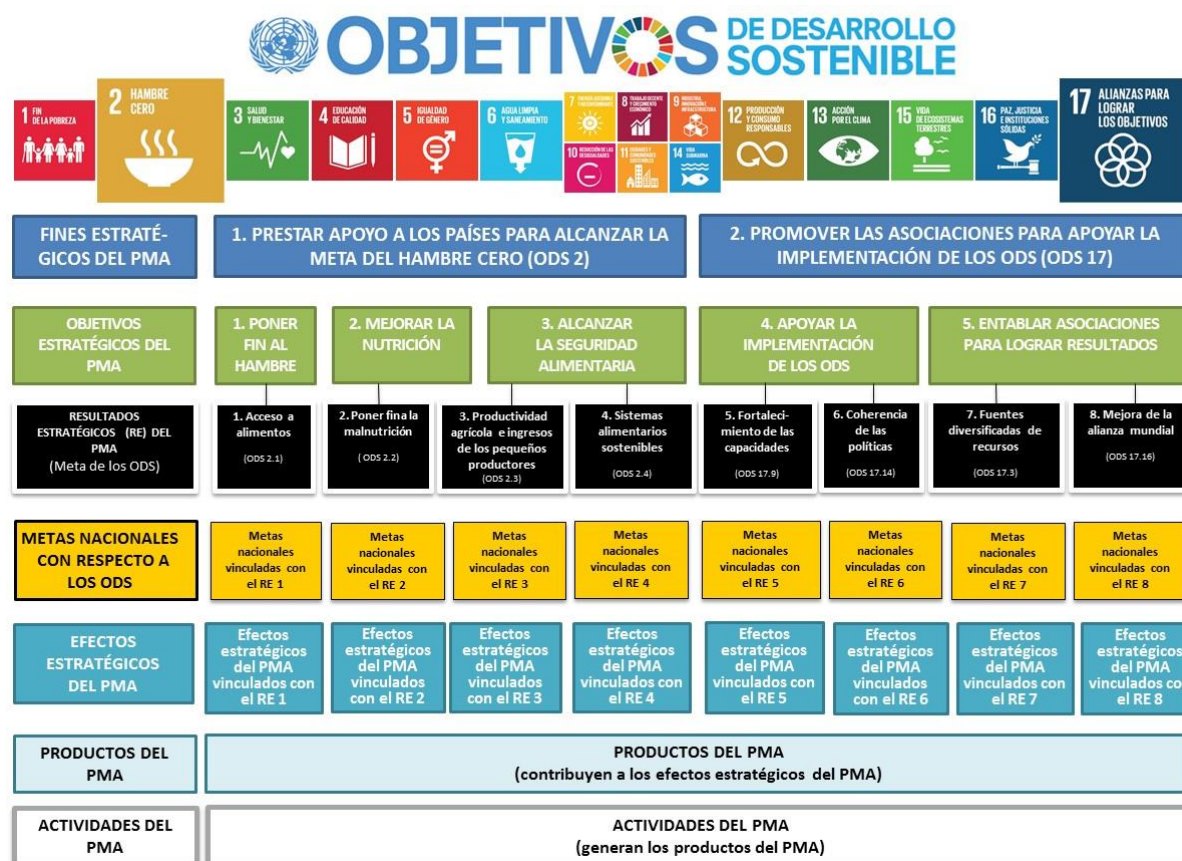 OBJETIVOS DE DESARROLLO
SOSTENIBLE
1 FIN
DE LA POBREZA
2 HAMBRE
CERO
3 SALUD
Y BIENESTAR
4 EDUCACIÓN
DE CALIDAD
5 IGUALDAD
DE GÉNERO
6 AGUA LIMPIA
Y SANEAMIENTO
7 ENERGÍA ASEQUIBLE
Y NO CONTAMINANTE
8 TRABAJO DECENTE
Y CRECIMIENTO
ECONÓMICO
9 INDUSTRIA,
INNOVACIÓN E
INFRAESTRUCTURA
10 REDUCCIÓN DE LAS
DESIGUALDADES
11 CIUDADES Y
COMUNIDADES
SOSTENIBLES
14 VIDA
SUBMARINA
12 PRODUCCIÓN
Y CONSUMO
RESPONSABLES
13 ACCIÓN
POR EL CLIMA
15 VIDA
DE ECOSISTEMAS
TERRESTRES
16 PAZ, JUSTICIA
E INSTITUCIONES
SÓLIDAS
17 ALIANZAS PARA
LOGRAR
LOS OBJETIVOS
FINES ESTRATÉ-
GICOS DEL PMA
1. PRESTAR APOYO A LOS PAÍSES PARA ALCANZAR LA
META DEL HAMBRE CERO (ODS 2)
2. PROMOVER LAS ASOCIACIONES PARA APOYAR LA
IMPLEMENTACIÓN DE LOS ODS (ODS 17)
OBJETIVOS
ESTRATÉGICOS DEL
PMA
1. PONER
FIN AL
HAMBRE
2. MEJORAR LA
NUTRICIÓN
3. ALCANZAR
LA SEGURIDAD
ALIMENTARIA
4. APOYAR LA
IMPLEMENTACIÓN
DE LOS ODS
5. ENTABLAR ASOCIACIONES
PARA LOGRAR RESULTADOS
RESULTADOS
ESTRATÉGICOS (RE) DEL
PMA
(Meta de los ODS)
1. Acceso a
alimentos
(ODS 2.1)
2. Poner fin a la
malnutrición
( ODS 2.2)
3. Productividad
agrícola e ingresos
de los pequeños
productores
(ODS 2.3)
4. Sistemas
alimentarios
sostenibles
(ODS 2.4)
5. Fortaleci-
miento de las
capacidades
(ODS 17.9)
6. Coherencia
de las
políticas
(ODS 17.14)
7. Fuentes
diversificadas de
recursos
(ODS 17.3)
8. Mejora de la
alianza mundial
(ODS 17.16)
METAS NACIONALES
CON RESPECTO A
LOS ODS
Metas
nacionales
vinculadas con
el RE 1
Metas
nacionales
vinculadas con
el RE 2
Metas
nacionales
vinculadas con
el RE 3
Metas
nacionales
vinculadas con
el RE 4
Metas
nacionales
vinculadas con
el RE 5
Metas
nacionales
vinculadas con
el RE 6
Metas
nacionales
vinculadas con
el RE 7
Metas
nacionales
vinculadas con
el RE 8
EFECTOS
ESTRATÉGICOS
DEL PMA
Efectos
estratégicos
del PMA
vinculados con
el RE 1
Efectos
estratégicos
del PMA
vinculados
con el RE 2
Efectos
estratégicos
del PMA
vinculados
con el RE 3
Efectos
estratégicos
del PMA
vinculados con
el RE 4
Efectos
estratégicos
del PMA
vinculados con
el RE 5
Efectos
estratégicos
del PMA
vinculados con
el RE 6
Efectos
estratégicos
del PMA
vinculados con
el RE 7
Efectos
estratégicos
del PMA
vinculados con
el RE 8
PRODUCTOS DEL
PMA
PRODUCTOS DEL PMA
(contribuyen a los efectos estratégicos del PMA)
ACTIVIDADES DEL
PMA
ACTIVIDADES DEL PMA
(generan los productos del PMA)